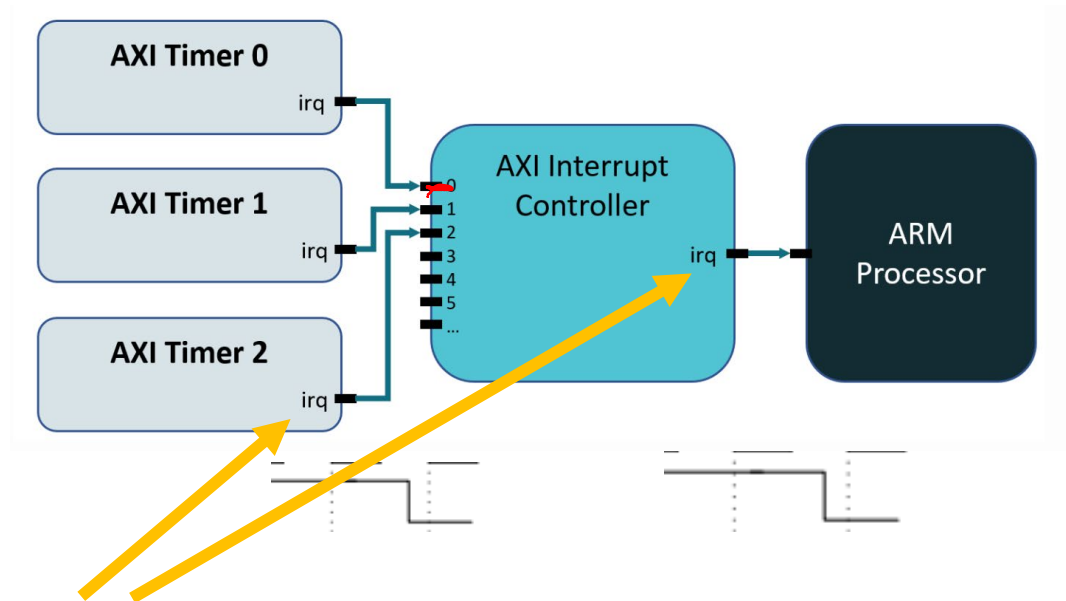 AXI Timer 0
irq
AXI Timer 1
irq
AXI Timer 2
irq
AXI Interrupt
Controller
0
1
2
3
4
5
...
irq
ARM
Processor